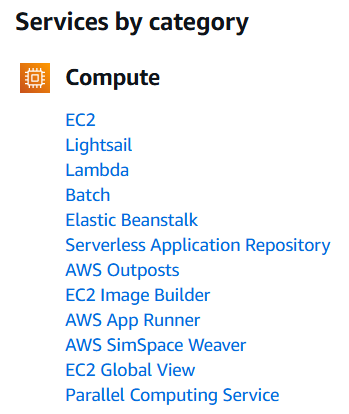 Services by category
Compute
EC2
Lightsail
Lambda
Batch
Elastic Beanstalk
Serverless Application Repository
AWS Outposts
EC2 Image Builder
AWS App Runner
AWS SimSpace Weaver
EC2 Global View
Parallel Computing Service